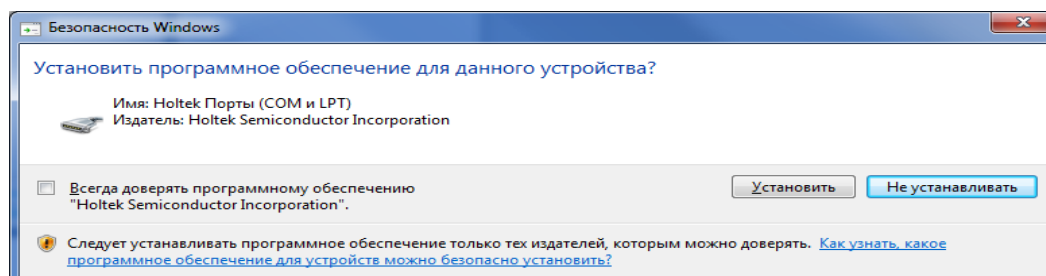 Безопасность Windows
Установить программное обеспечение для данного устройства?
Имя: Holtek Порты (COM и LPT)
Издатель: Holtek Semiconductor Incorporation
Всегда доверять программному обеспечению
"Holtek Semiconductor Incorporation".
Установить
Не устанавливать
Следует устанавливать программное обеспечение только тех издателей, которым можно доверять. Как узнать, какое
программное обеспечение для устройств можно безопасно установить?